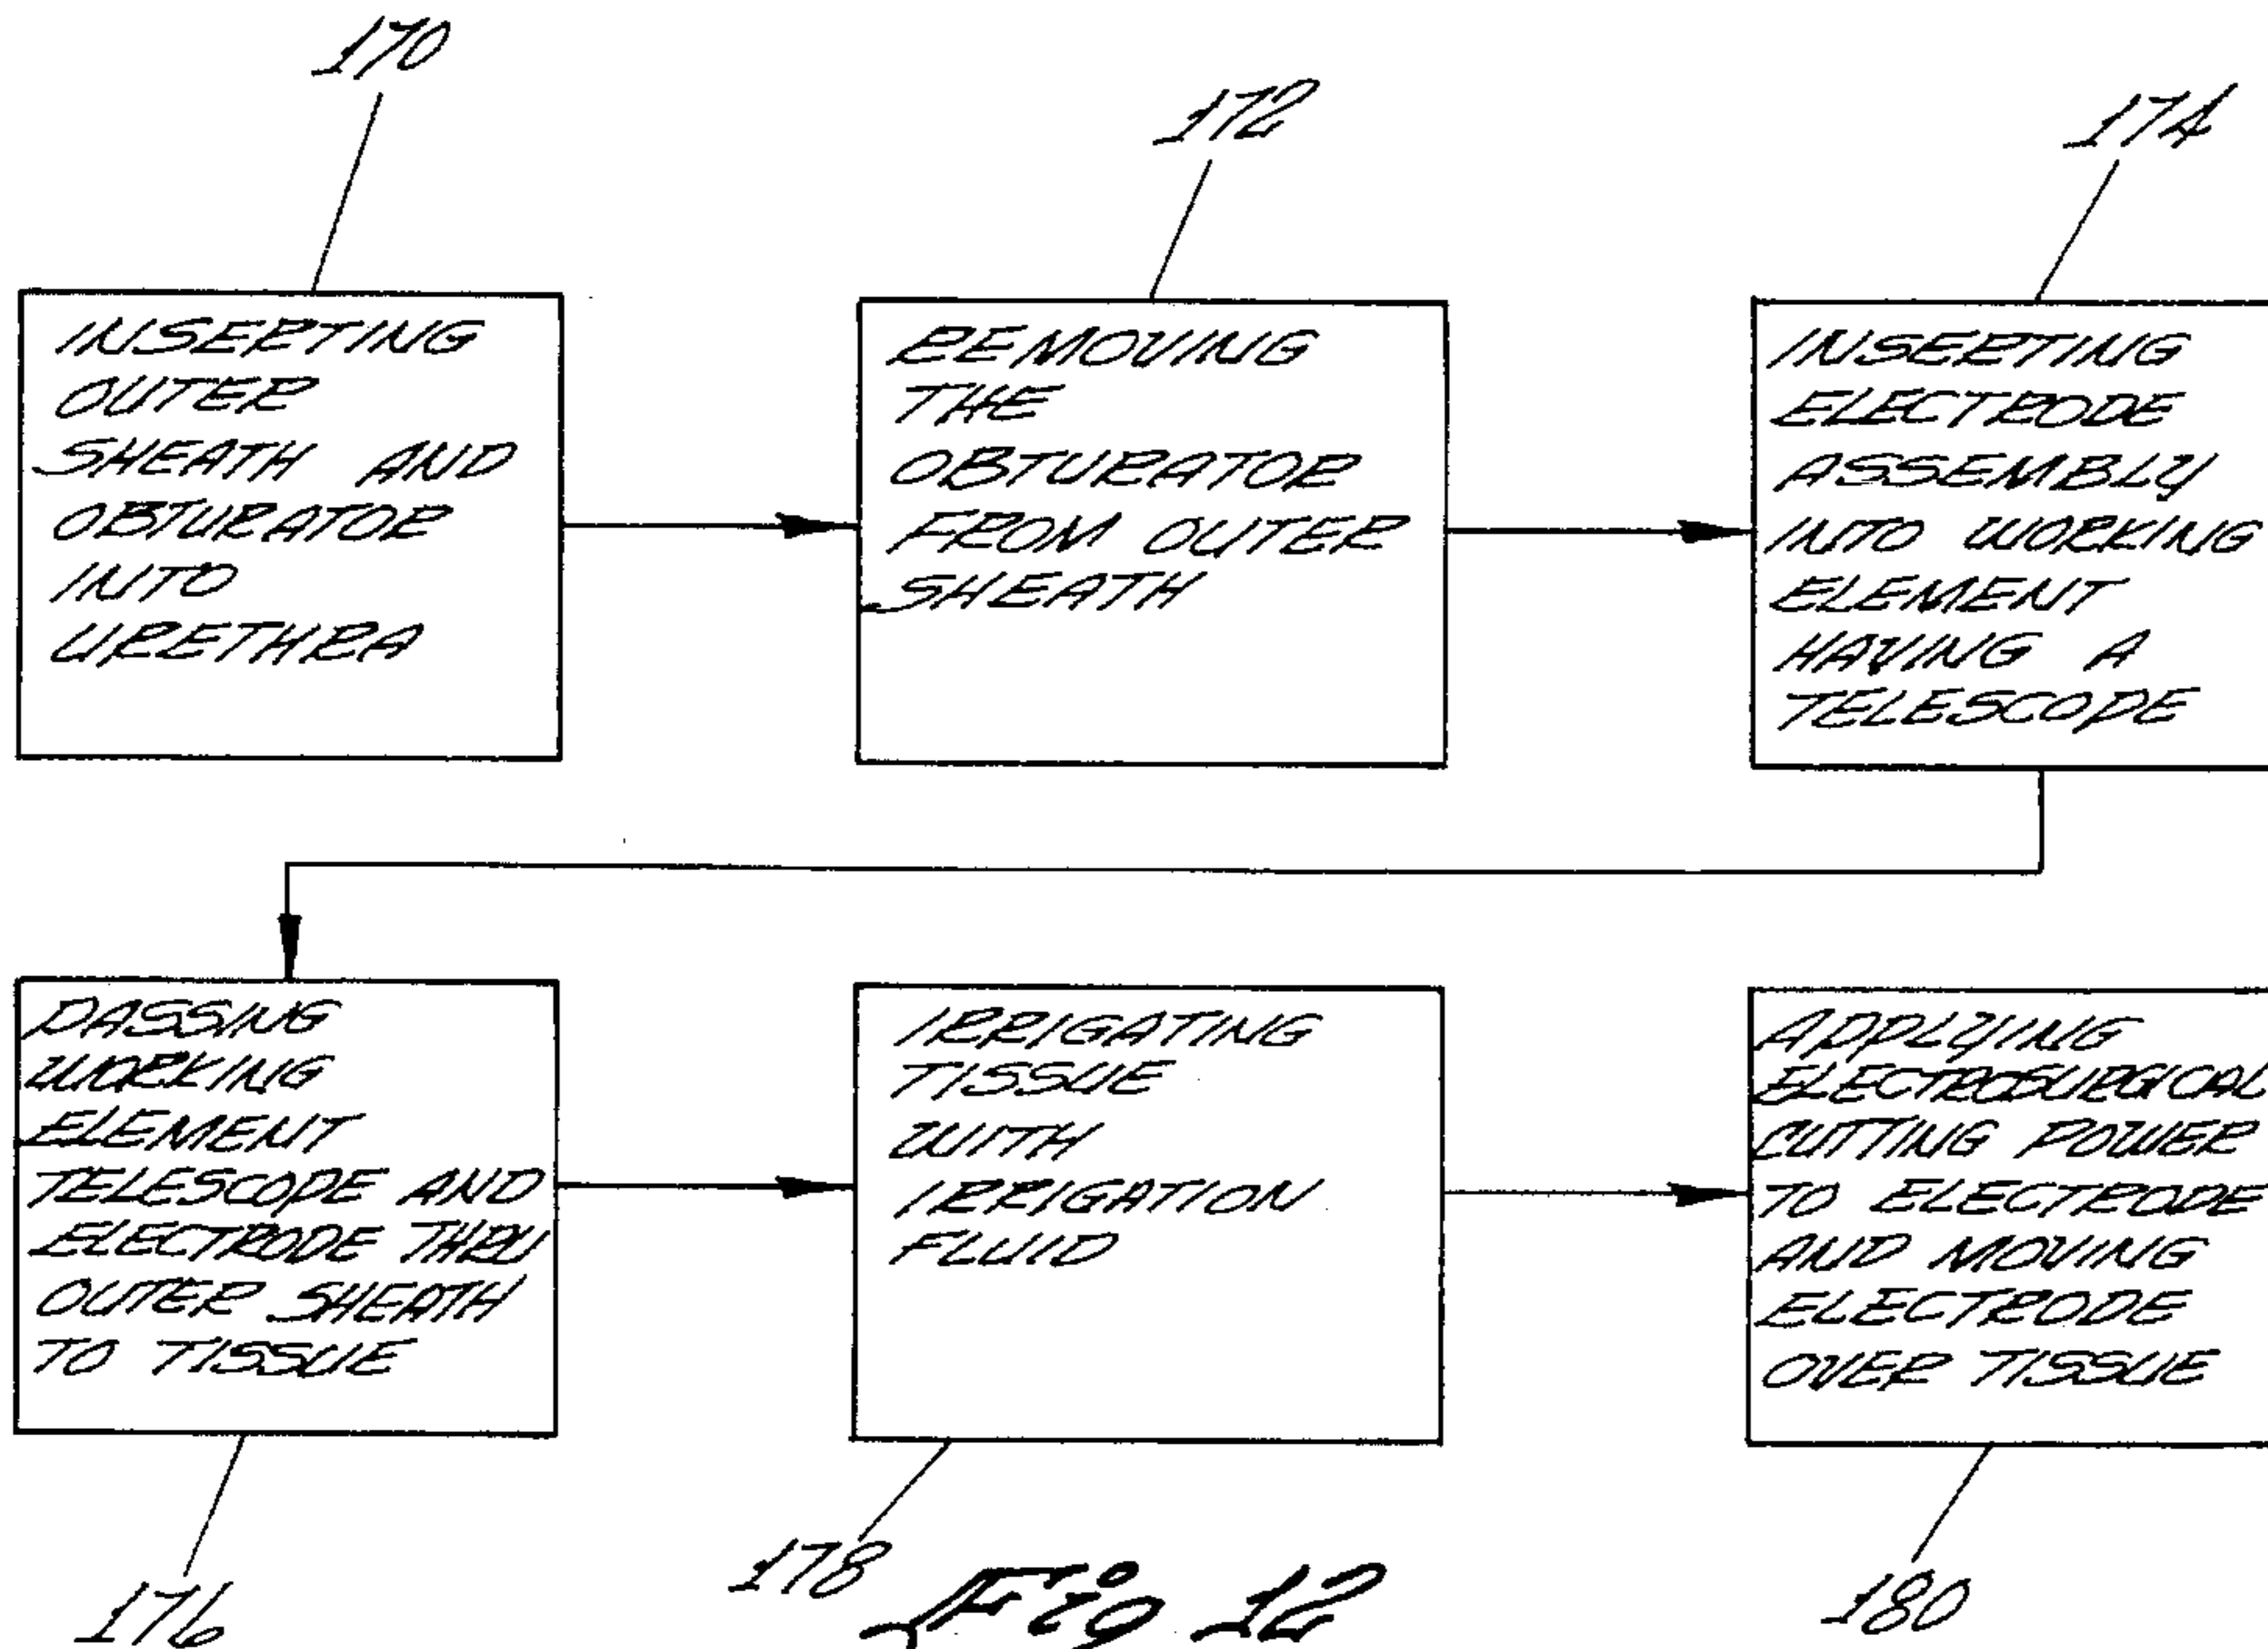 170
172
174
INSERTING
OUTER
SHEATH AND
OBTURATOR
INTO
URETHRA
REMOVING
THE
OBTURATOR
FROM OUTER
SHEATH
INSERTING
ELECTRODE
ASSEMBLY
INTO WORKING
ELEMENT
HAVING A
TELESCOPE
PASSING
WORKING
ELEMENT
TELESCOPE AND
ELECTRODE THRU
OUTER SHEATH
TO TISSUE
IRRIGATING
TISSUE
WITH
IRRIGATION
FLUID
APPLYING
ELECTROSURGICAL
CUTTING POWER
TO ELECTRODE
AND MOVING
ELECTRODE
OVER TISSUE
176
178
180
Fig 12